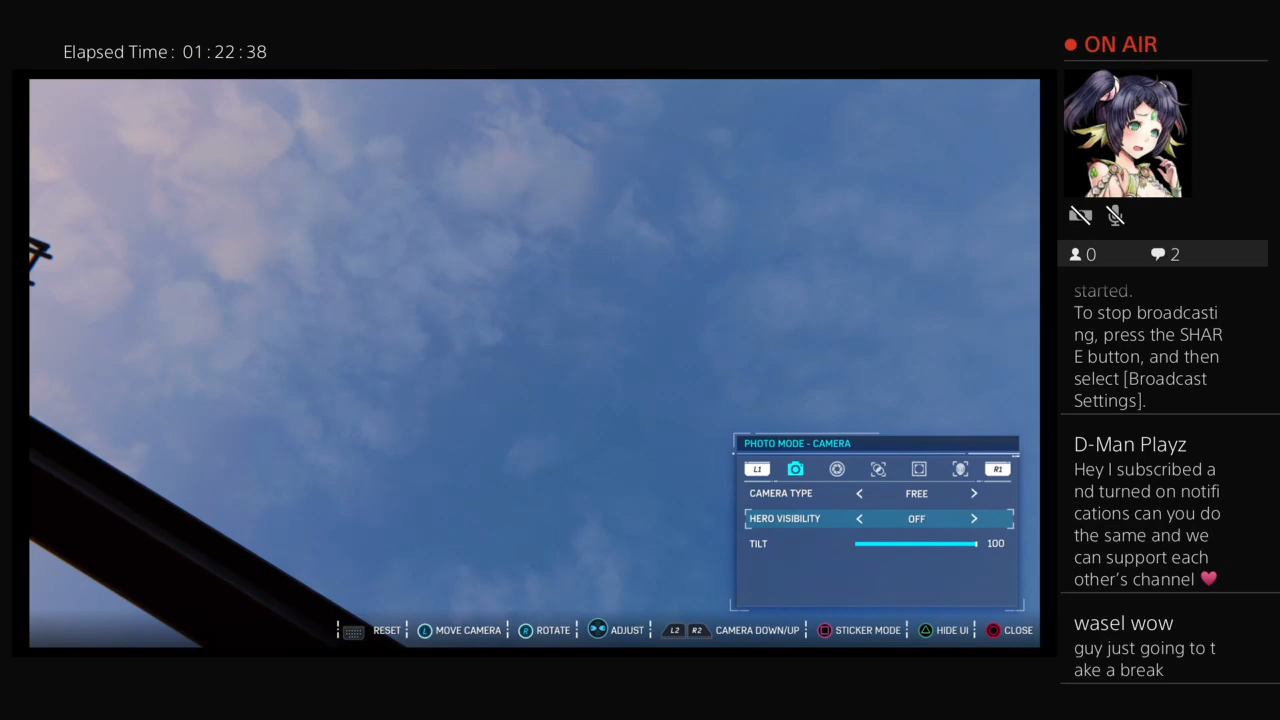 Elapsed Time: 01:22:38
ON AIR
0
2
started.
To stop broadcasti
ng, press the SHAR
E button, and then
select [Broadcast
Settings].
D-Man Playz
Hey I subscribed a
nd turned on notifi
cations can you do
the same and we
can support each
other's channel ♥
wasel wow
guy just going to t
ake a break
PHOTO MODE - CAMERA
L1 R1
CAMERA TYPE < FREE >
HERO VISIBILITY < OFF >
TILT 100
RESET L MOVE CAMERA R ROTATE ADJUST L2 R2 CAMERA DOWN/UP STICKER MODE HIDE UI CLOSE